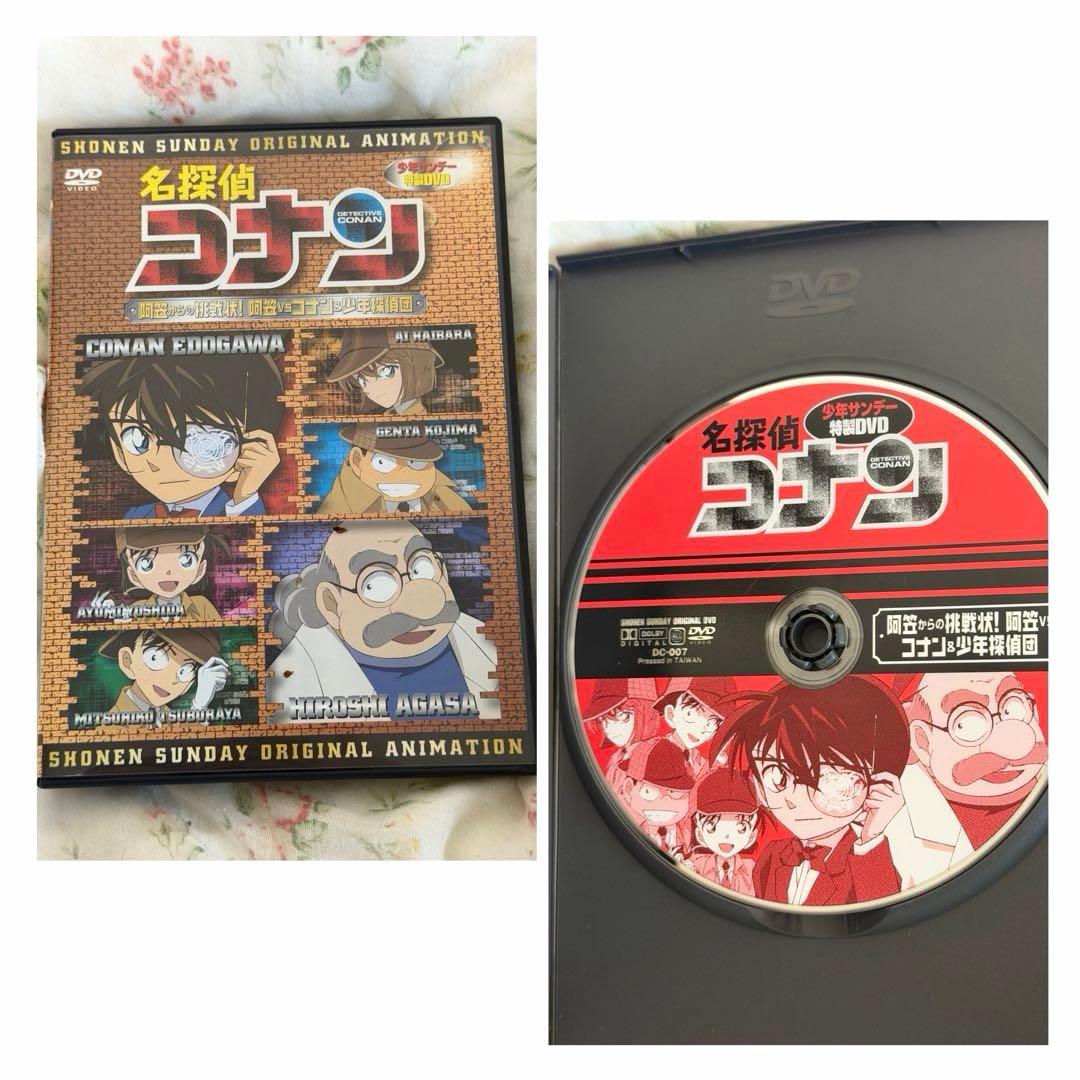 SHONEN SUNDAY ORIGINAL ANIMATION
DVD
VIDEO
少年サンデー
特製DVD
名探偵
コナン
DETECTIVE
CONAN
阿笠からの挑戦状! 阿笠vsコナン&少年探偵団
CONAN EDOGAWA
AI HAIBARA
GENTA KOJIMA
AYUMI YOSHIDA
MITSUHIKO TSUBURAYA
HIROSHI AGASA
SHONEN SUNDAY ORIGINAL ANIMATION
DVD
少年サンデー
特製DVD
名探偵
コナン
DETECTIVE
CONAN
SHONEN SUNDAY ORIGINAL DVD
DOLBY
DIGITAL
DVD
VIDEO
DC-007
Pressed in TAIWAN
阿笠からの挑戦状! 阿笠vs
コナン&少年探偵団